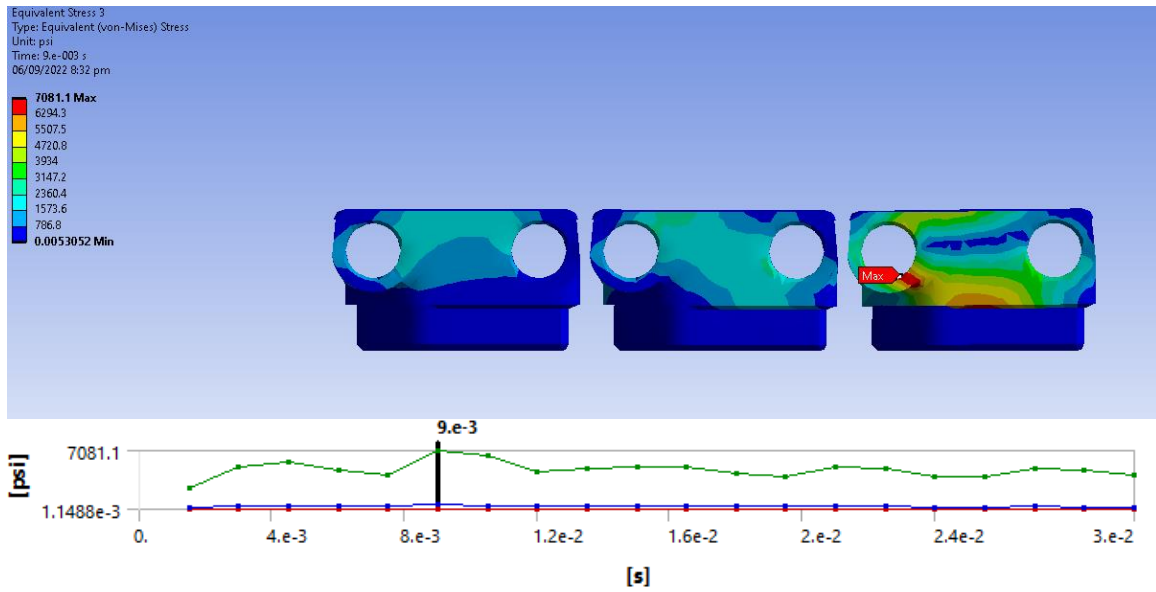 Equivalent Stress 3
Type: Equivalent (von-Mises) Stress
Unit: psi
Time: 9.e-003 s
06/09/2022 8:32 pm
7081.1 Max
6294.3
5507.5
4720.8
3934
3147.2
2360.4
1573.6
786.8
0.0053052 Min
Max
9.e-3
7081.1
[psi]
1.1488e-3
0. 4.e-3 8.e-3 1.2e-2 1.6e-2 2.e-2 2.4e-2 3.e-2
[s]